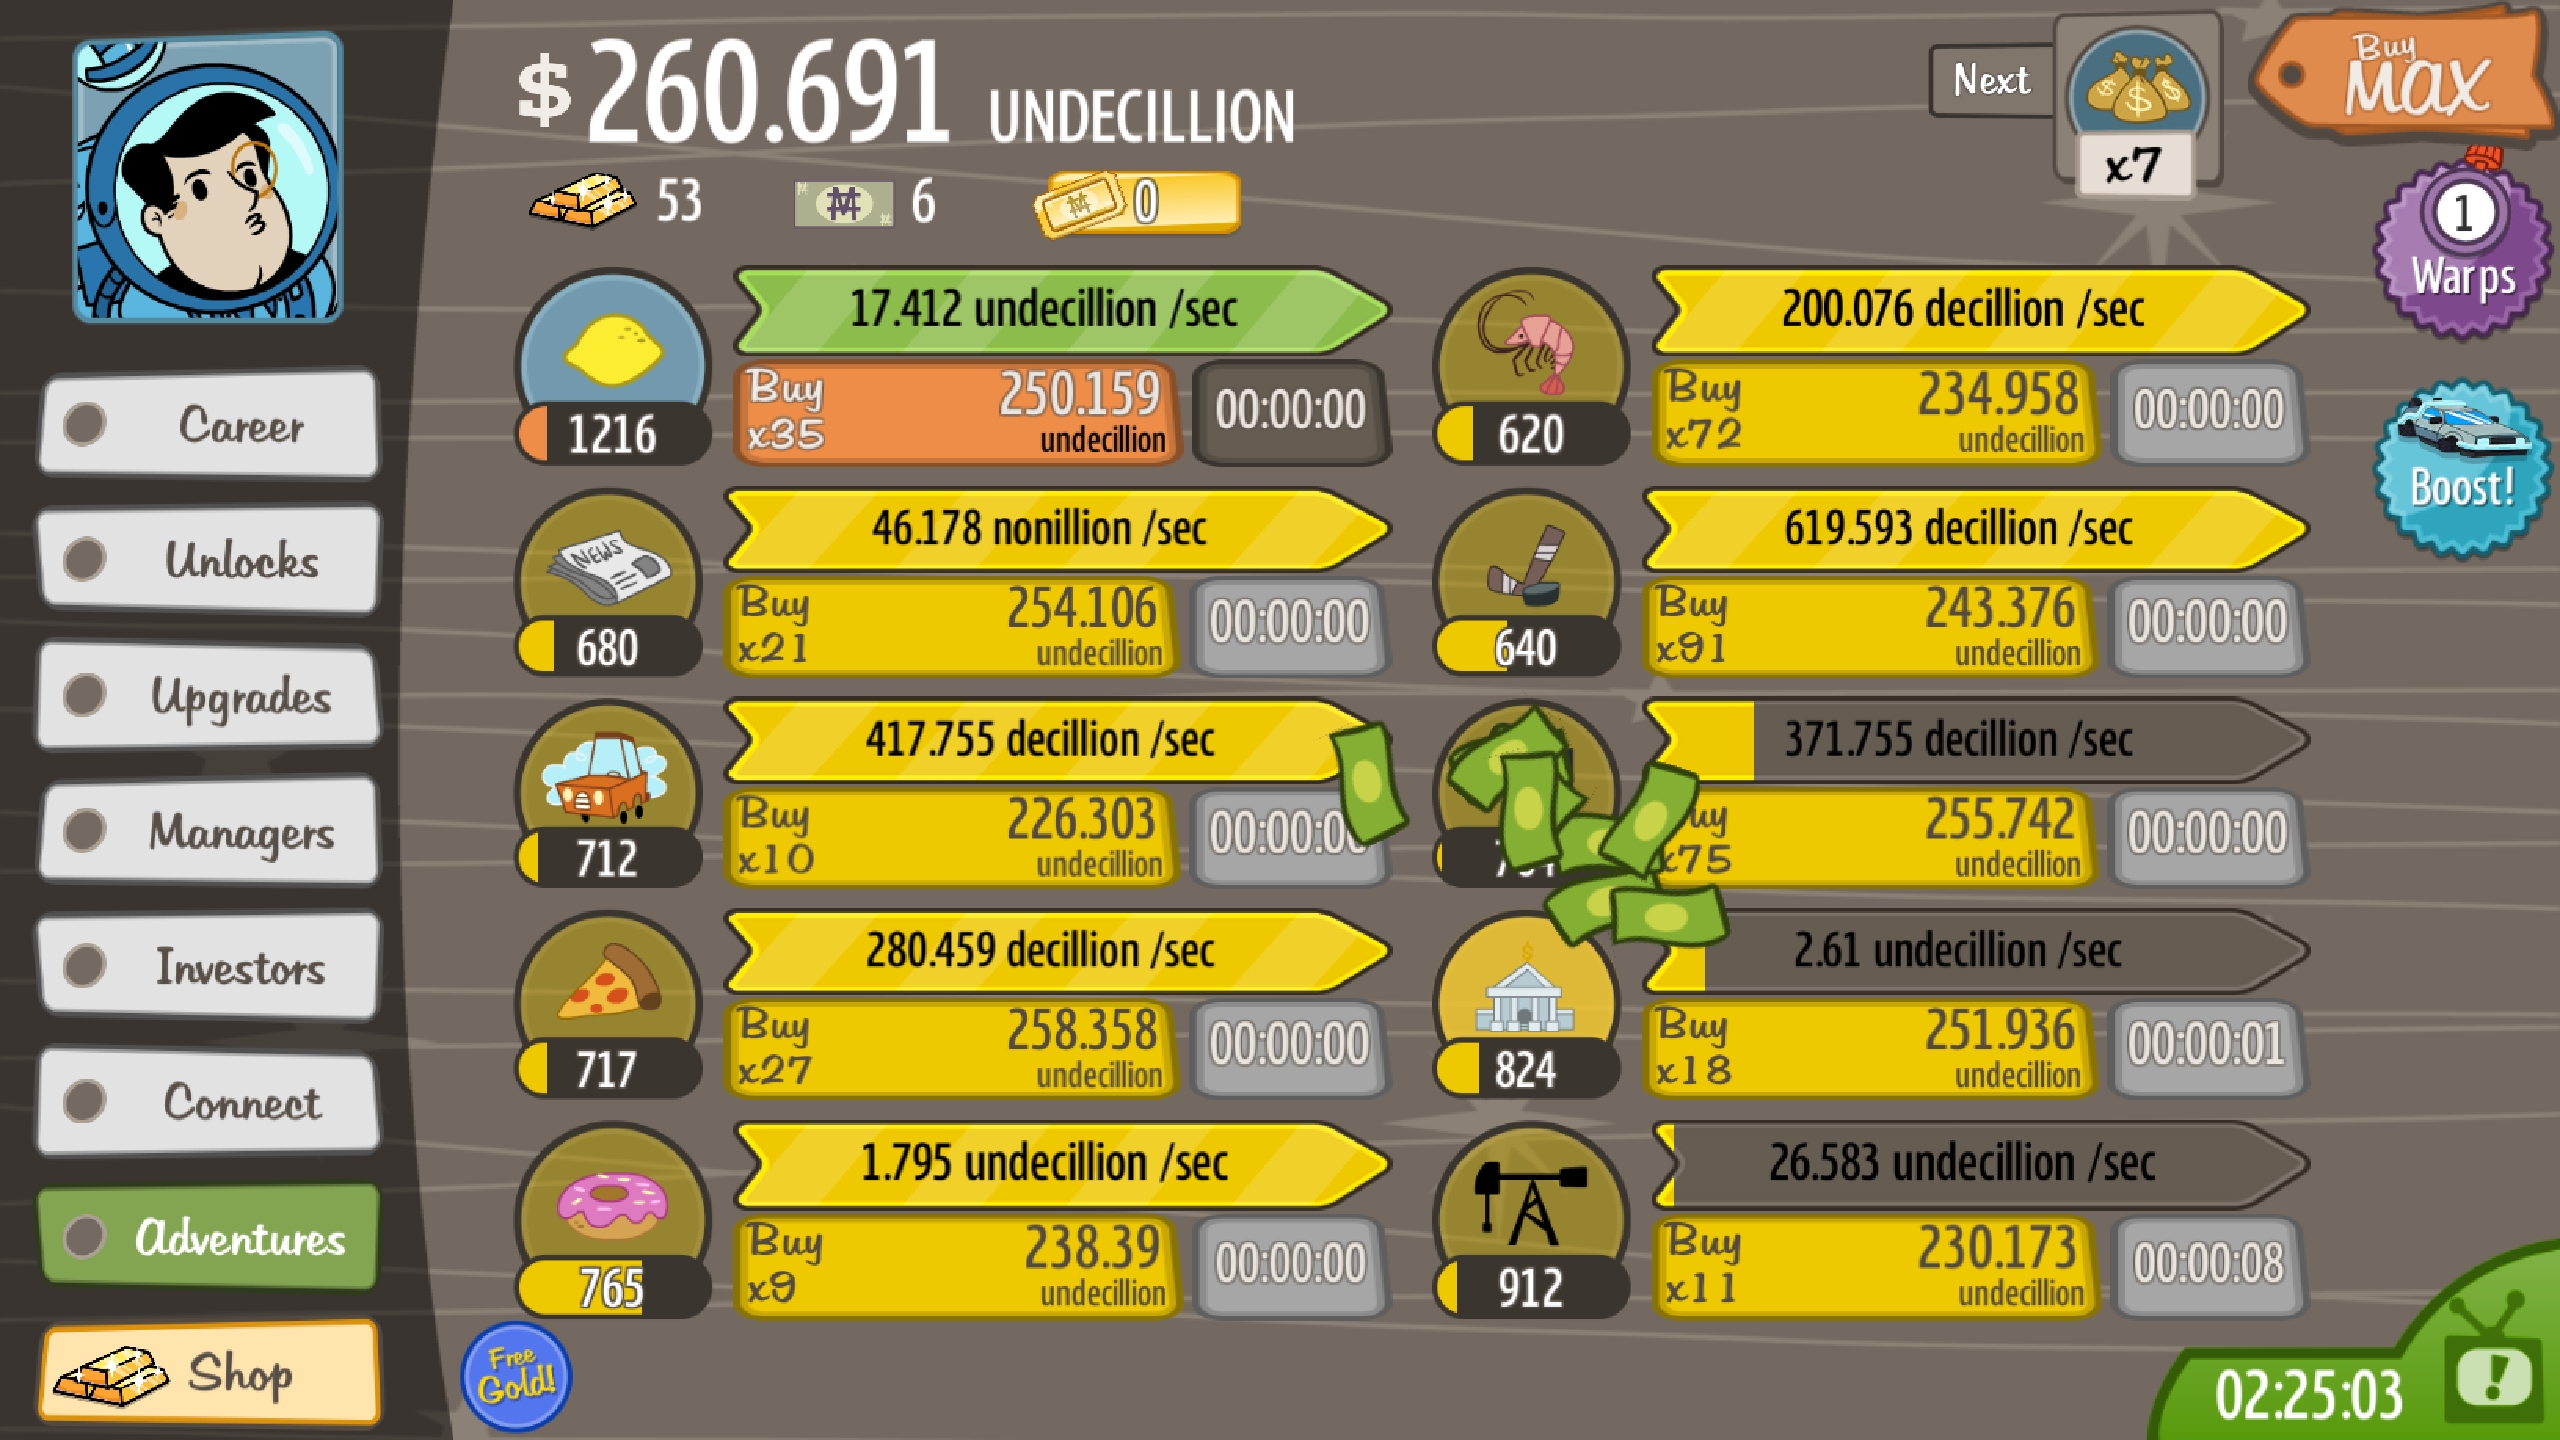 $ 260.691 UNDECILLION
53
6
0
Next
x7
Buy
MAX
1
Warps
Boost!
Career
Unlocks
Upgrades
Managers
Investors
Connect
Adventures
Shop
17.412 undecillion /sec
Buy 250.159
x35 undecillion
00:00:00
1216
NEWS
46.178 nonillion /sec
Buy 254.106
x21 undecillion
00:00:00
680
417.755 decillion /sec
Buy 226.303
x10 undecillion
712
280.459 decillion /sec
Buy 258.358
x27 undecillion
00:00:00
717
1.795 undecillion /sec
Buy 238.39
x9 undecillion
00:00:00
765
200.076 decillion /sec
Buy 234.958
x72 undecillion
00:00:00
620
619.593 decillion /sec
Buy 243.376
x91 undecillion
00:00:00
640
371.755 decillion /sec
255.742
x75 undecillion
00:00:00
2.61 undecillion /sec
Buy 251.936
x18 undecillion
00:00:01
824
26.583 undecillion /sec
Buy 230.173
x11 undecillion
00:00:08
912
Free
Gold!
02:25:03